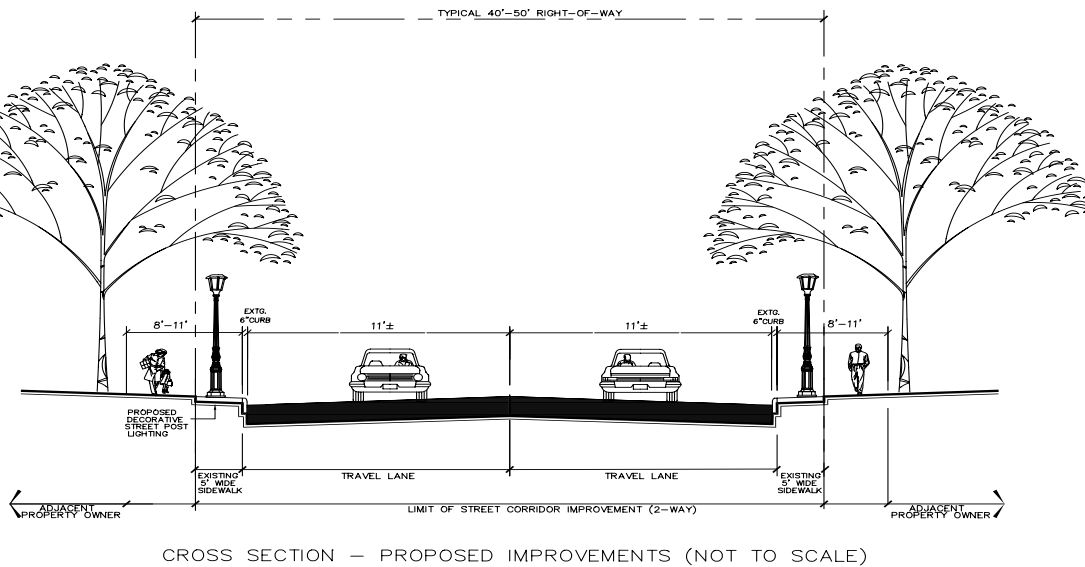 TYPICAL 40'-50' RIGHT-OF-WAY
8'-11'
EXTG.
6"CURB
11'±
11'±
EXTG.
6"CURB
8'-11'
PROPOSED
DECORATIVE
STREET POST
LIGHTING
EXISTING
5' WIDE
SIDEWALK
TRAVEL LANE
TRAVEL LANE
EXISTING
5' WIDE
SIDEWALK
ADJACENT
PROPERTY OWNER
LIMIT OF STREET CORRIDOR IMPROVEMENT (2-WAY)
ADJACENT
PROPERTY OWNER
CROSS SECTION – PROPOSED IMPROVEMENTS (NOT TO SCALE)